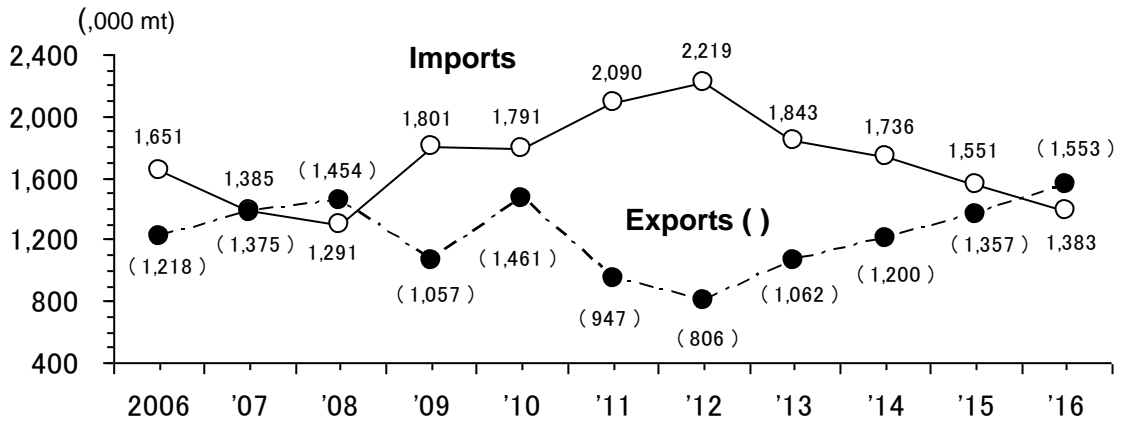 (,000 mt)
2,400
2,000
1,600
1,200
800
400
Imports
Exports ( )
1,651
1,385
1,291
1,801
1,791
2,090
2,219
1,843
1,736
1,551
1,383
( 1,218 )
( 1,375 )
( 1,454 )
( 1,057 )
( 1,461 )
( 947 )
( 806 )
( 1,062 )
( 1,200 )
( 1,357 )
( 1,553 )
2006 '07 '08 '09 '10 '11 '12 '13 '14 '15 '16